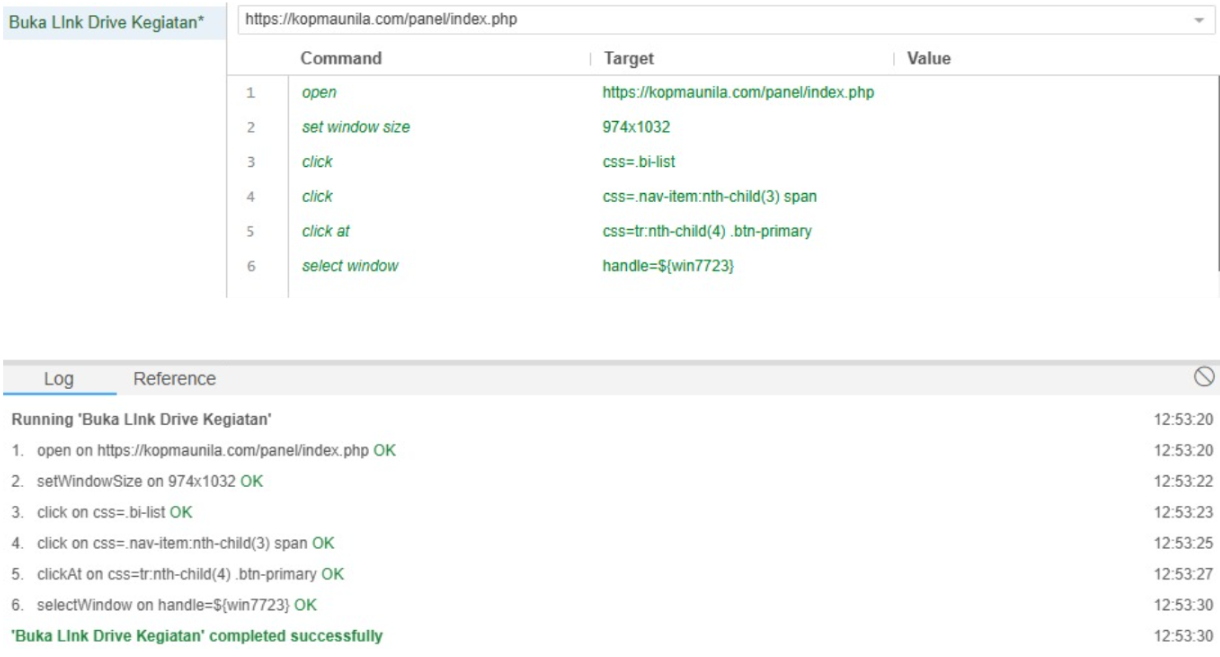 Buka LInk Drive Kegiatan*
https://kopmaunila.com/panel/index.php
Command Target Value
1 open https://kopmaunila.com/panel/index.php
2 set window size 974x1032
3 click css=.bi-list
4 click css=.nav-item:nth-child(3) span
5 click at css=tr:nth-child(4) .btn-primary
6 select window handle=${win7723}
Log Reference
Running 'Buka LInk Drive Kegiatan' 12:53:20
1. open on https://kopmaunila.com/panel/index.php OK 12:53:20
2. setWindowSize on 974x1032 OK 12:53:22
3. click on css=.bi-list OK 12:53:23
4. click on css=.nav-item:nth-child(3) span OK 12:53:25
5. clickAt on css=tr:nth-child(4) .btn-primary OK 12:53:27
6. selectWindow on handle=${win7723} OK 12:53:30
'Buka LInk Drive Kegiatan' completed successfully 12:53:30